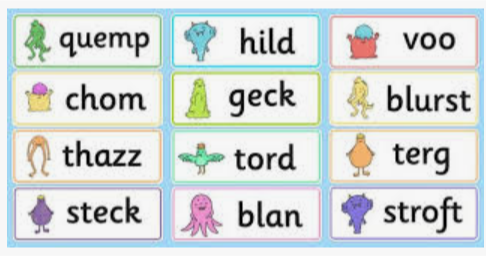 quemp hild voo
chom geck blurst
thazz tord terg
steck blan stroft